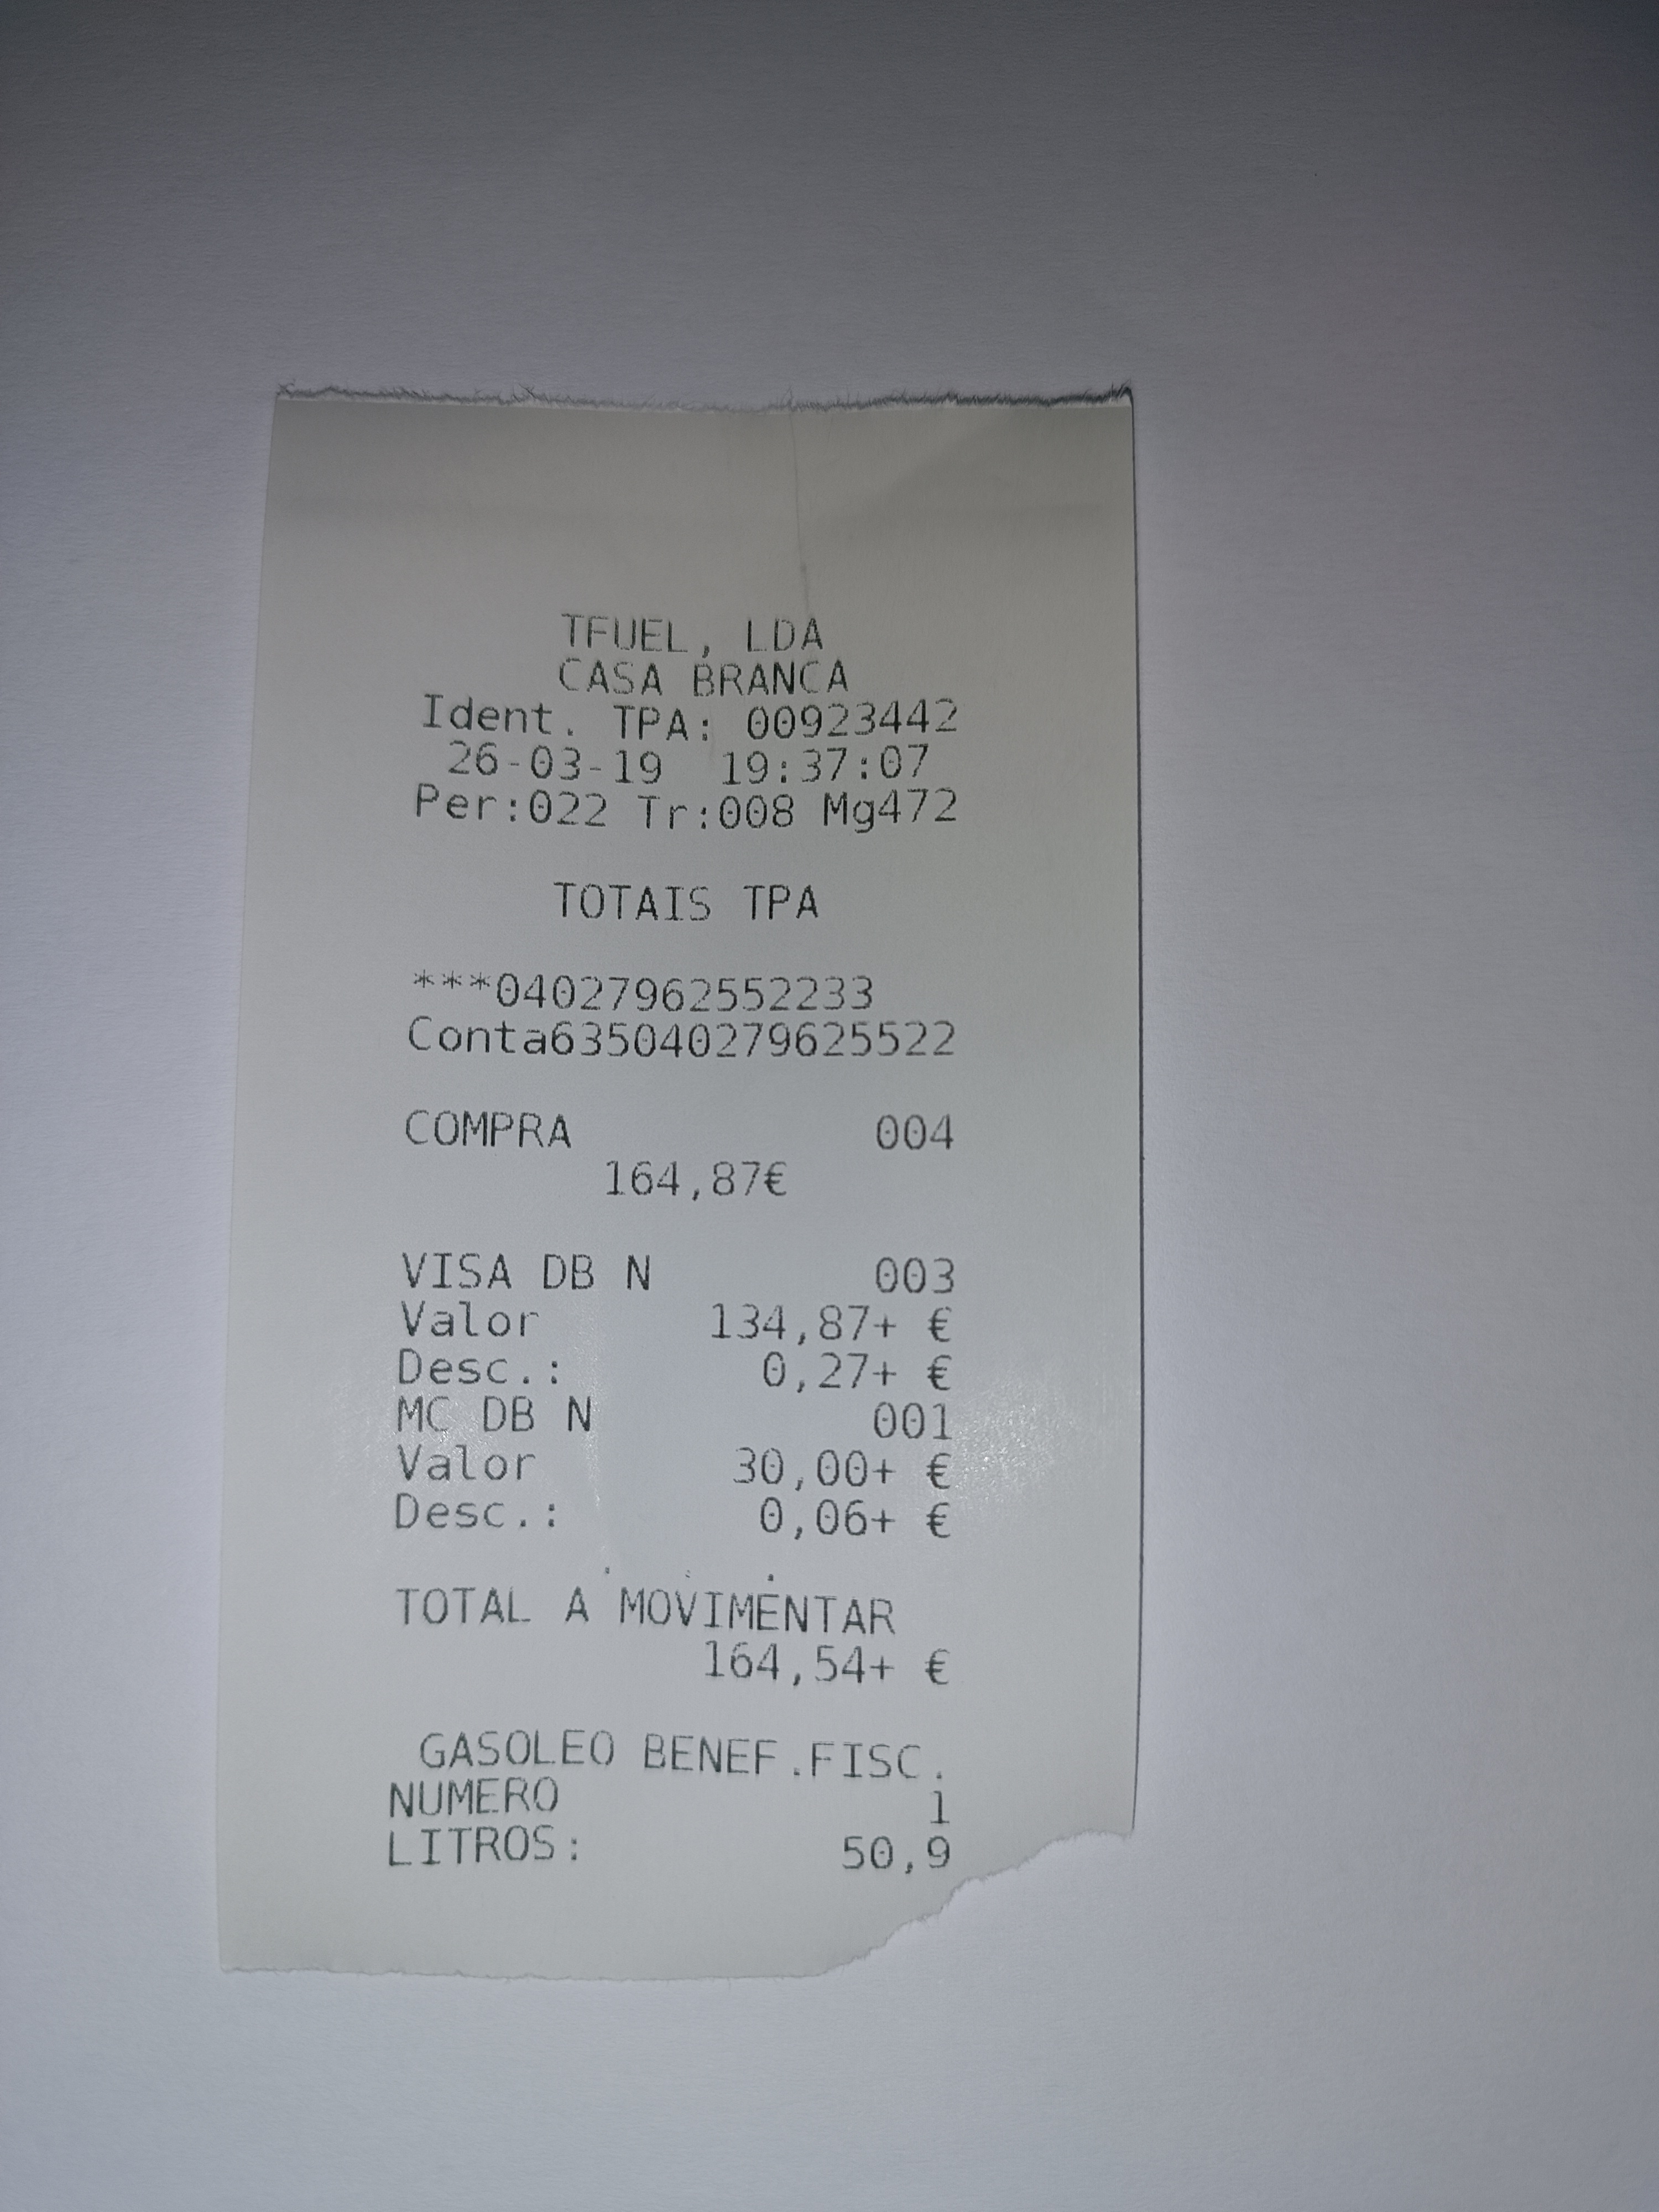 TFUEL, LDA
CASA BRANCA
Ident. TPA: 00923442
26-03-19 19:37:07
Per:022 Tr:008 Mg472
TOTAIS TPA
***04027962552233
Conta635040279625522
COMPRA 004
164,87€
VISA DB N 003
Valor 134,87+ €
Desc.: 0,27+ €
MC DB N 001
Valor 30,00+ €
Desc.: 0,06+ €
TOTAL A MOVIMENTAR
164,54+ €
GASOLEO BENEF.FISC.
NUMERO 1
LITROS: 50,9